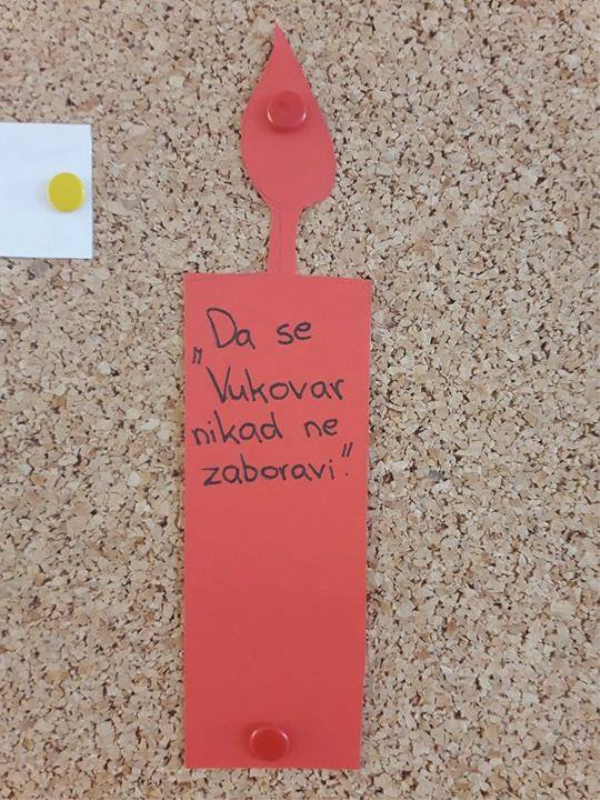 „Da se
Vukovar
nikad ne
zaboravi."